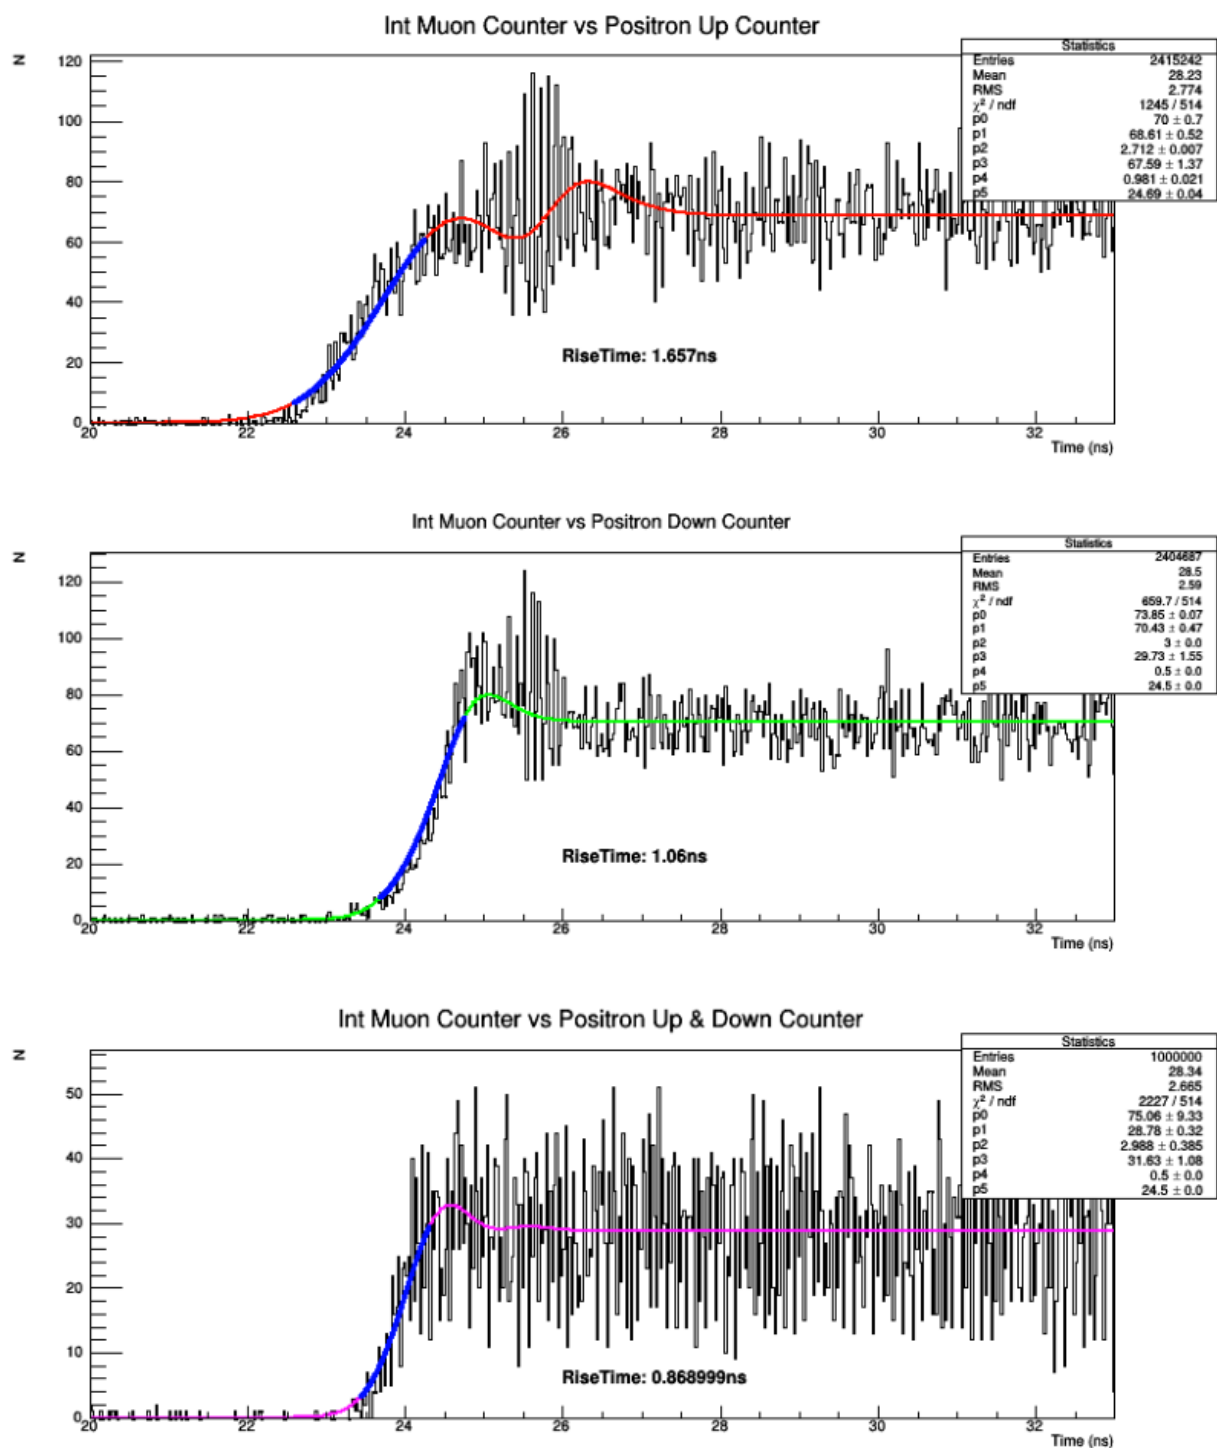 Int Muon Counter vs Positron Up Counter
N
Statistics
Entries 2415242
Mean 28.23
RMS 2.774
χ² / ndf 1245 / 514
p0 70 ± 0.7
p1 68.61 ± 0.52
p2 2.712 ± 0.007
p3 67.59 ± 1.37
p4 0.981 ± 0.021
p5 24.69 ± 0.04
120
100
80
60
40
20
0
RiseTime: 1.657ns
20 22 24 26 28 30 32
Time (ns)
Int Muon Counter vs Positron Down Counter
N
Statistics
Entries 2404687
Mean 28.5
RMS 2.59
χ² / ndf 659.7 / 514
p0 73.85 ± 0.07
p1 70.43 ± 0.47
p2 3 ± 0.0
p3 29.73 ± 1.55
p4 0.5 ± 0.0
p5 24.5 ± 0.0
120
100
80
60
40
20
0
RiseTime: 1.06ns
20 22 24 26 28 30 32
Time (ns)
Int Muon Counter vs Positron Up & Down Counter
N
Statistics
Entries 1000000
Mean 28.34
RMS 2.665
χ² / ndf 2227 / 514
p0 75.06 ± 9.33
p1 28.78 ± 0.32
p2 2.988 ± 0.385
p3 31.63 ± 1.08
p4 0.5 ± 0.0
p5 24.5 ± 0.0
50
40
30
20
10
0
RiseTime: 0.868999ns
20 22 24 26 28 30 32
Time (ns)